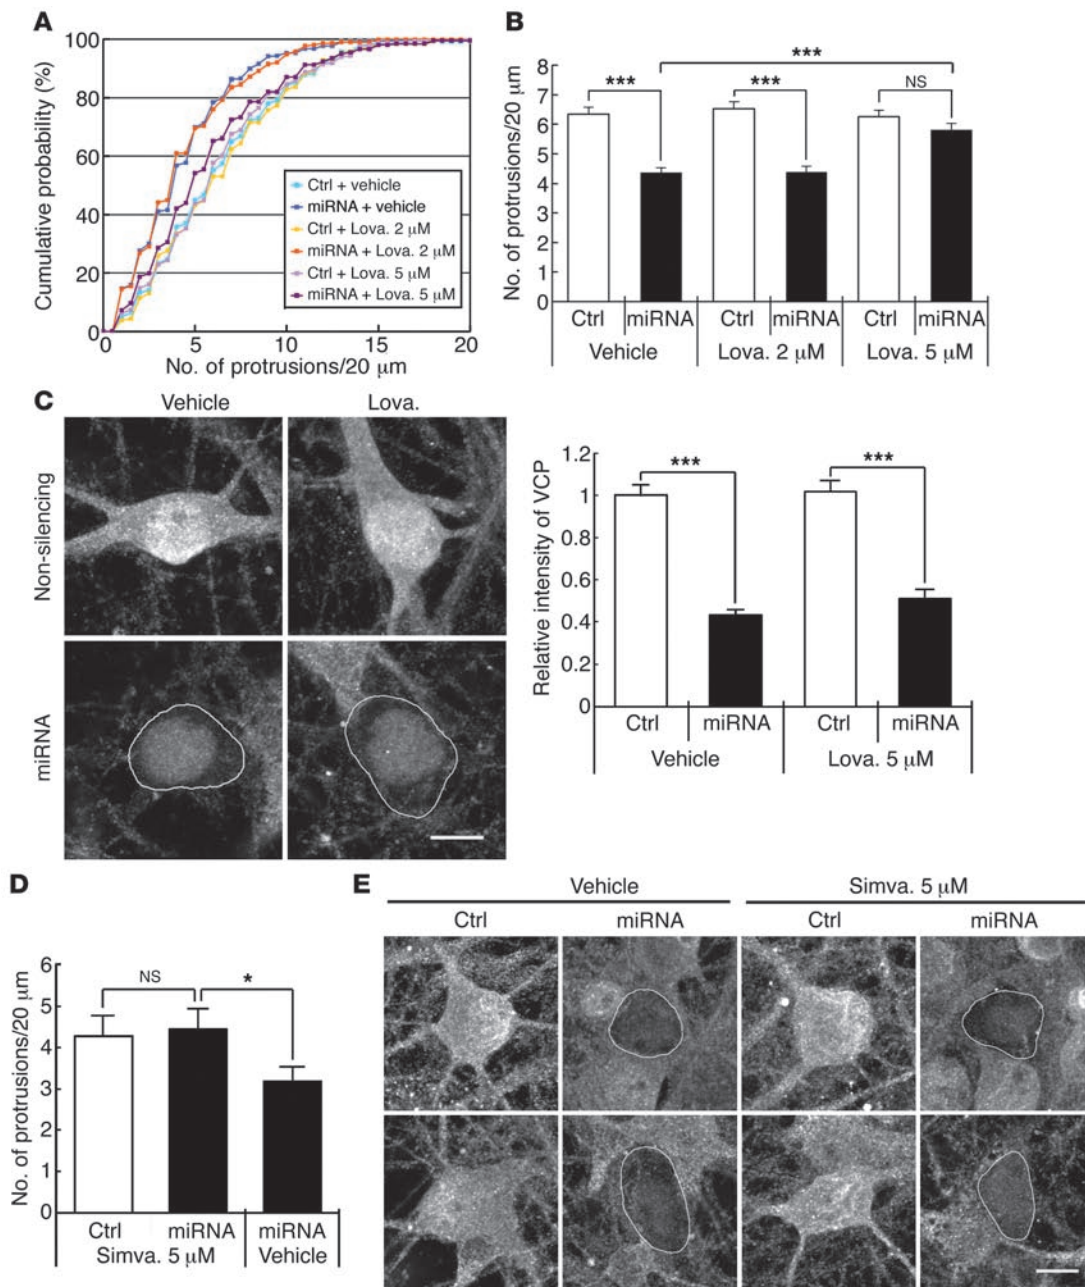 A
100
80
60
40
20
0
Cumulative probability (%)
0
5
10
15
20
No. of protrusions/20 μm
Ctrl + vehicle
miRNA + vehicle
Ctrl + Lova. 2 μM
miRNA + Lova. 2 μM
Ctrl + Lova. 5 μM
miRNA + Lova. 5 μM
B
***
***
***
NS
8
7
6
5
4
3
2
1
0
No. of protrusions/20 μm
Ctrl miRNA Ctrl miRNA Ctrl miRNA
Vehicle Lova. 2 μM Lova. 5 μM
C
Vehicle Lova.
Non-silencing
miRNA
1.2
1
0.8
0.6
0.4
0.2
0
Relative intensity of VCP
*** ***
Ctrl miRNA Ctrl miRNA
Vehicle Lova. 5 μM
D
6
5
4
3
2
1
0
No. of protrusions/20 μm
NS *
Ctrl miRNA miRNA
Simva. 5 μM Vehicle
E
Vehicle Simva. 5 μM
Ctrl miRNA Ctrl miRNA